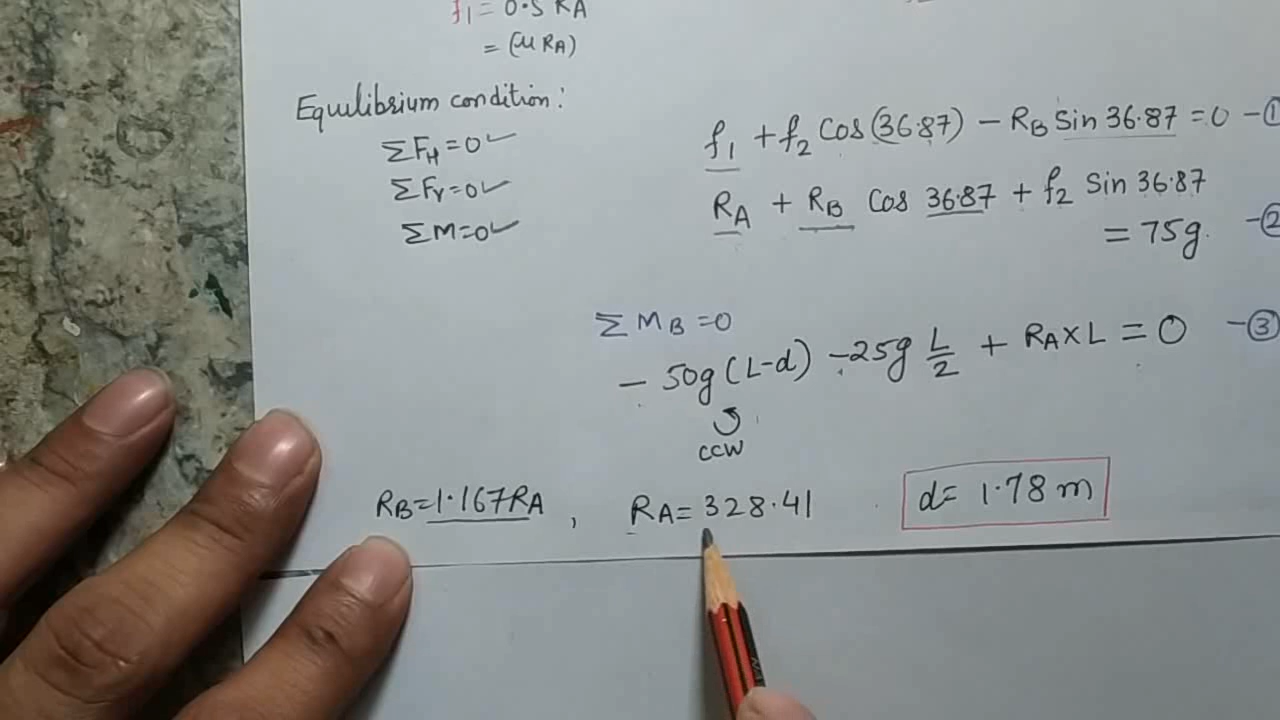 f₁ = 0.5 RA
= (μ RA)
Equilibrium condition:
ΣFH=0✓
ΣFY=0✓
ΣM=0✓
f₁ + f₂ Cos(36.87) − RB Sin 36.87 = 0 −①
RA + RB Cos 36.87 + f₂ Sin 36.87
= 75g. −②
ΣMB=0
− 50g (L-d) − 25g L/2 + RA×L = 0 −③
CCW
RB=1.167RA , RA=328.41 d= 1.78 m